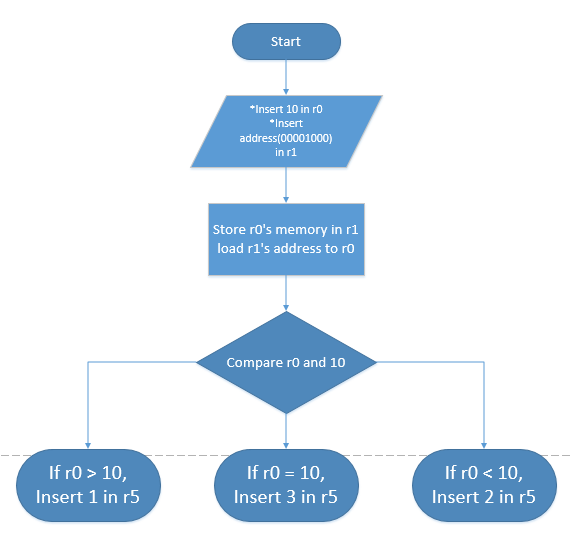 Start
*Insert 10 in r0
*Insert
address(00001000)
in r1
Store r0's memory in r1
load r1's address to r0
Compare r0 and 10
If r0 > 10,
Insert 1 in r5
If r0 = 10,
Insert 3 in r5
If r0 < 10,
Insert 2 in r5